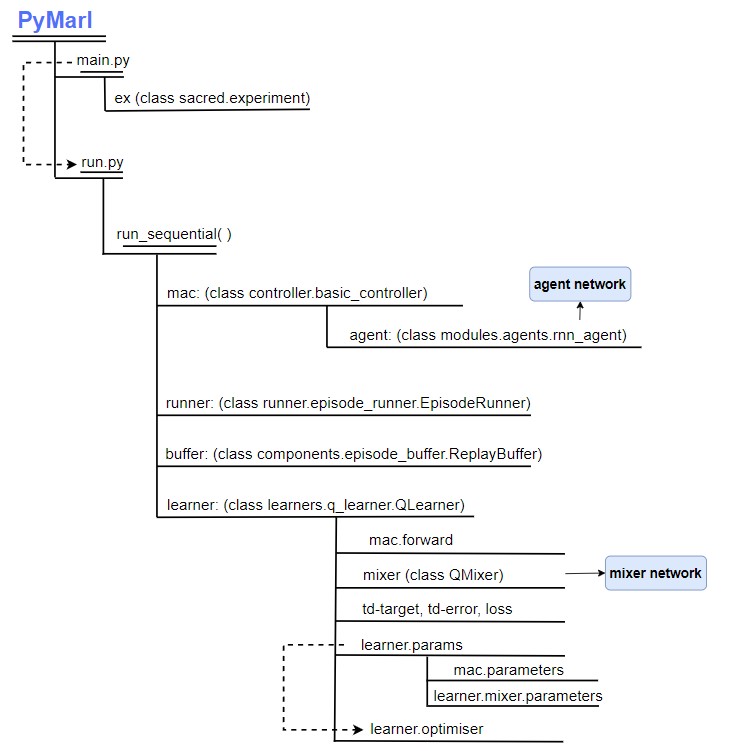 PyMarl
main.py
ex (class sacred.experiment)
run.py
run_sequential( )
mac: (class controller.basic_controller)
agent network
agent: (class modules.agents.rnn_agent)
runner: (class runner.episode_runner.EpisodeRunner)
buffer: (class components.episode_buffer.ReplayBuffer)
learner: (class learners.q_learner.QLearner)
mac.forward
mixer (class QMixer)
mixer network
td-target, td-error, loss
learner.params
mac.parameters
learner.mixer.parameters
learner.optimiser